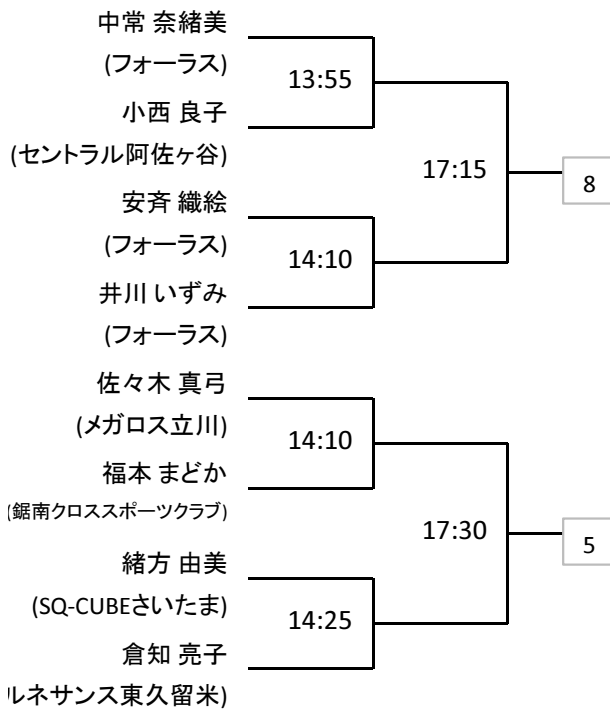 中常 奈緒美
(フォーラス)
13:55
小西 良子
(セントラル阿佐ヶ谷)
17:15
8
安斉 織絵
(フォーラス)
14:10
井川 いずみ
(フォーラス)
佐々木 真弓
(メガロス立川)
14:10
福本 まどか
(鋸南クロススポーツクラブ)
17:30
5
緒方 由美
(SQ-CUBEさいたま)
14:25
倉知 亮子
ルネサンス東久留米)